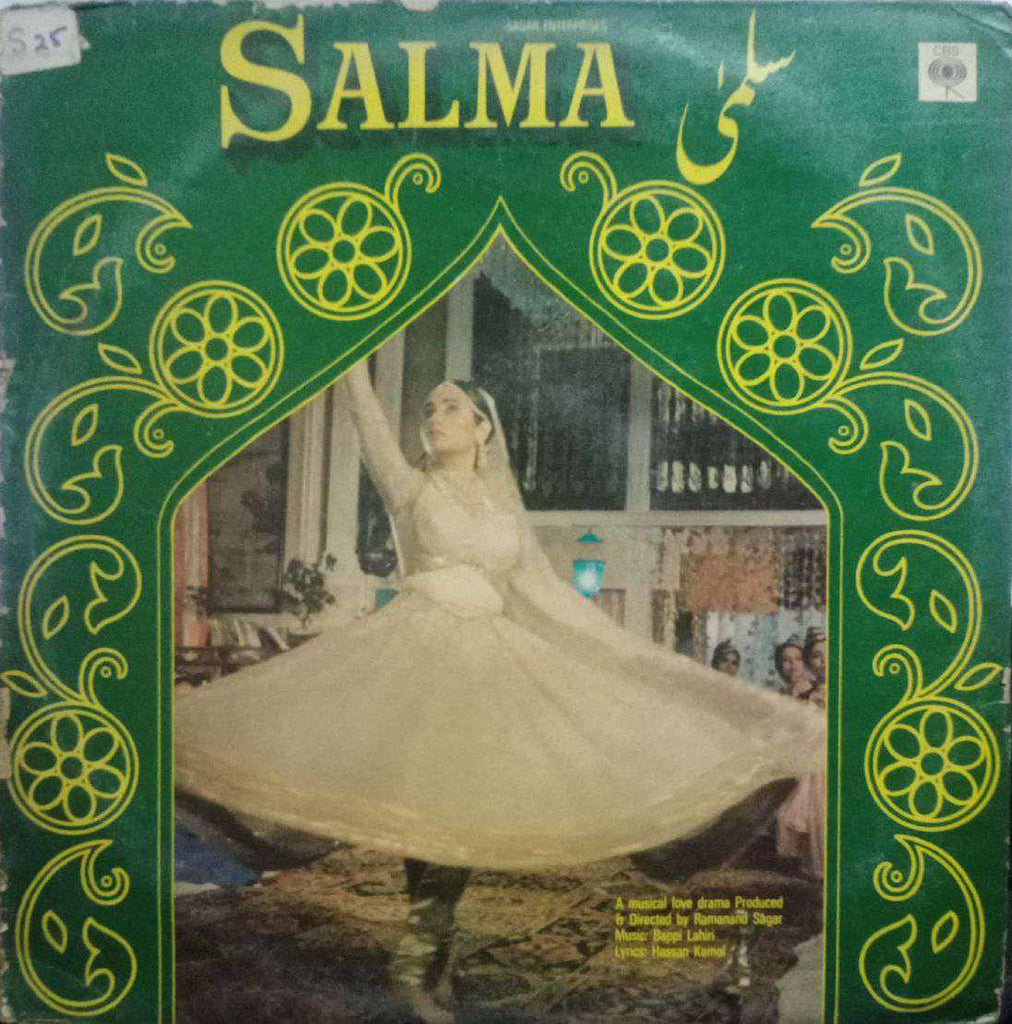 S 25
SAGAR ENTERPRISES
SALMA
سلمیٰ
CBS
A musical love drama Produced
& Directed by Ramanand Sagar
Music: Bappi Lahiri
Lyrics: Hassan Kamal